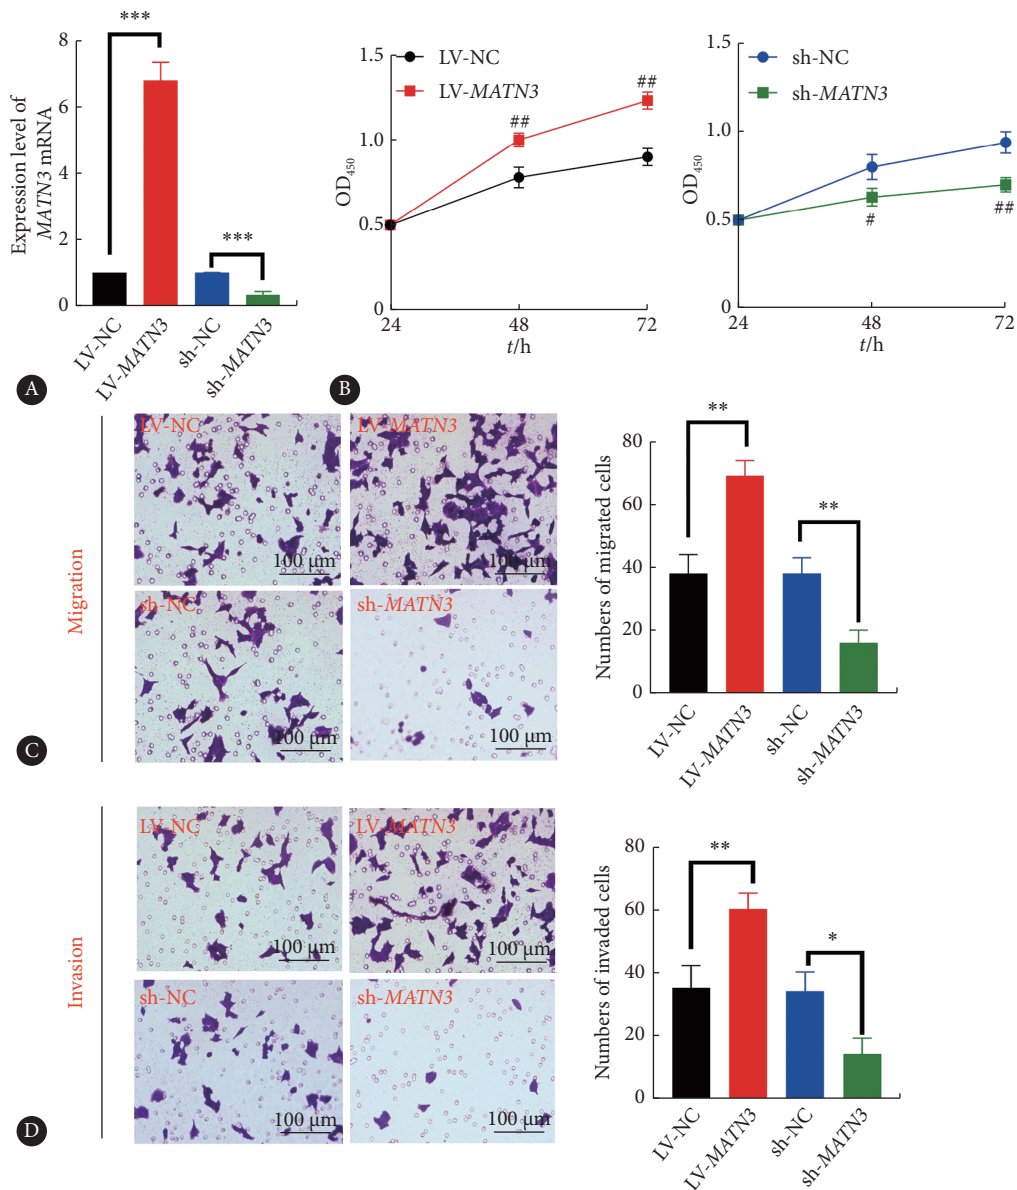 ***
***
8
6
4
2
0
Expression level of
MATN3 mRNA
LV-NC
LV-MATN3
sh-NC
sh-MATN3
A
1.5
1.0
0.5
0
OD450
LV-NC
LV-MATN3
##
##
24
48
72
t/h
B
1.5
1.0
0.5
0
OD450
sh-NC
sh-MATN3
#
##
24
48
72
t/h
Migration
LV-NC
100 μm
LV-MATN3
100 μm
sh-NC
100 μm
sh-MATN3
100 μm
C
80
60
40
20
0
Numbers of migrated cells
**
**
LV-NC
LV-MATN3
sh-NC
sh-MATN3
Invasion
LV-NC
100 μm
LV-MATN3
100 μm
sh-NC
100 μm
sh-MATN3
100 μm
D
80
60
40
20
0
Numbers of invaded cells
**
*
LV-NC
LV-MATN3
sh-NC
sh-MATN3